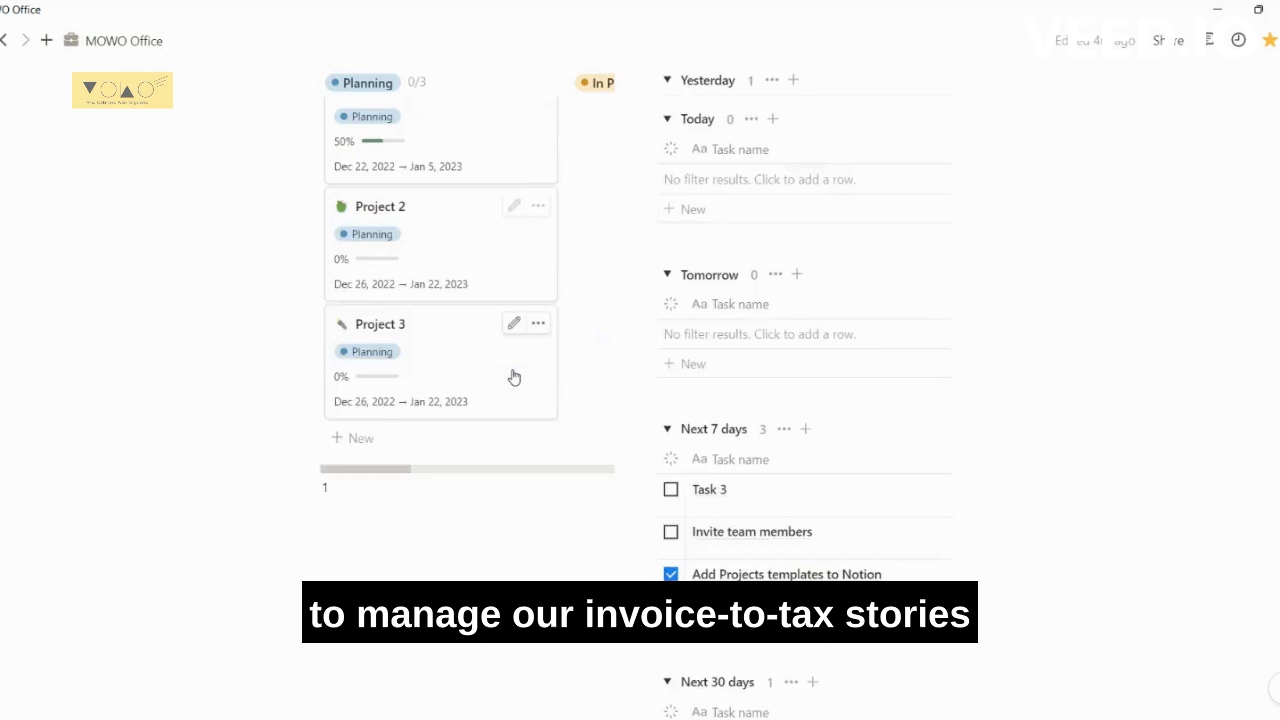 O Office
MOWO Office
Share
VEED.IO
Planning 0/3
In P
Planning
50%
Dec 22, 2022 → Jan 5, 2023
Project 2
Planning
0%
Dec 26, 2022 → Jan 22, 2023
Project 3
Planning
0%
Dec 26, 2022 → Jan 22, 2023
+ New
1
Yesterday 1
Today 0
Aa Task name
No filter results. Click to add a row.
+ New
Tomorrow 0
Aa Task name
No filter results. Click to add a row.
+ New
Next 7 days 3
Aa Task name
Task 3
Invite team members
Add Projects templates to Notion
to manage our invoice-to-tax stories
Next 30 days 1
Aa Task name